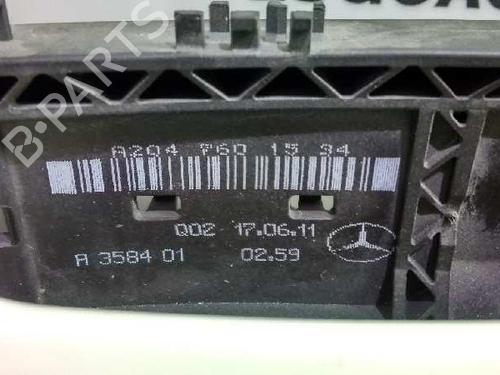 A204 760 15 34
Q02 17.06.11
A 3584 01 02.59
B-PARTS